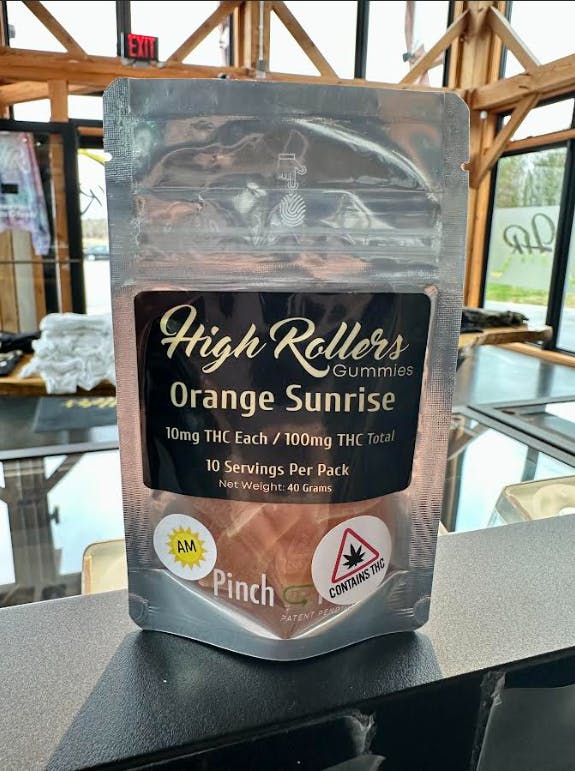 EXIT
High Rollers
Gummies
Orange Sunrise
10mg THC Each / 100mg THC Total
10 Servings Per Pack
Net Weight: 40 Grams
AM
CONTAINS THC
Pinch
PATENT